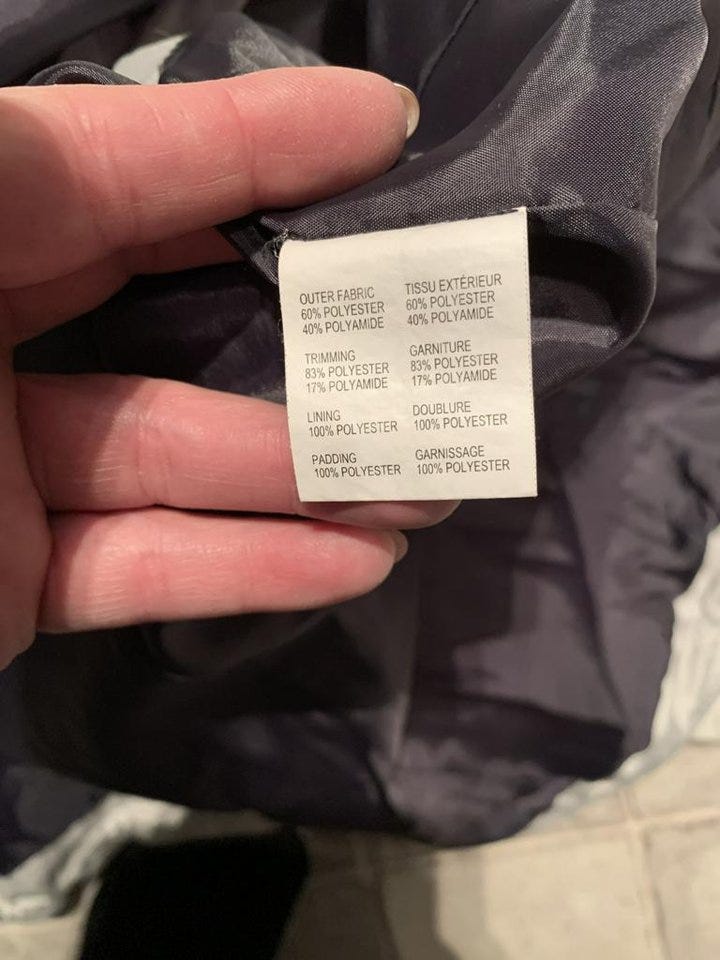 OUTER FABRIC
60% POLYESTER
40% POLYAMIDE
TRIMMING
83% POLYESTER
17% POLYAMIDE
LINING
100% POLYESTER
PADDING
100% POLYESTER
TISSU EXTÉRIEUR
60% POLYESTER
40% POLYAMIDE
GARNITURE
83% POLYESTER
17% POLYAMIDE
DOUBLURE
100% POLYESTER
GARNISSAGE
100% POLYESTER